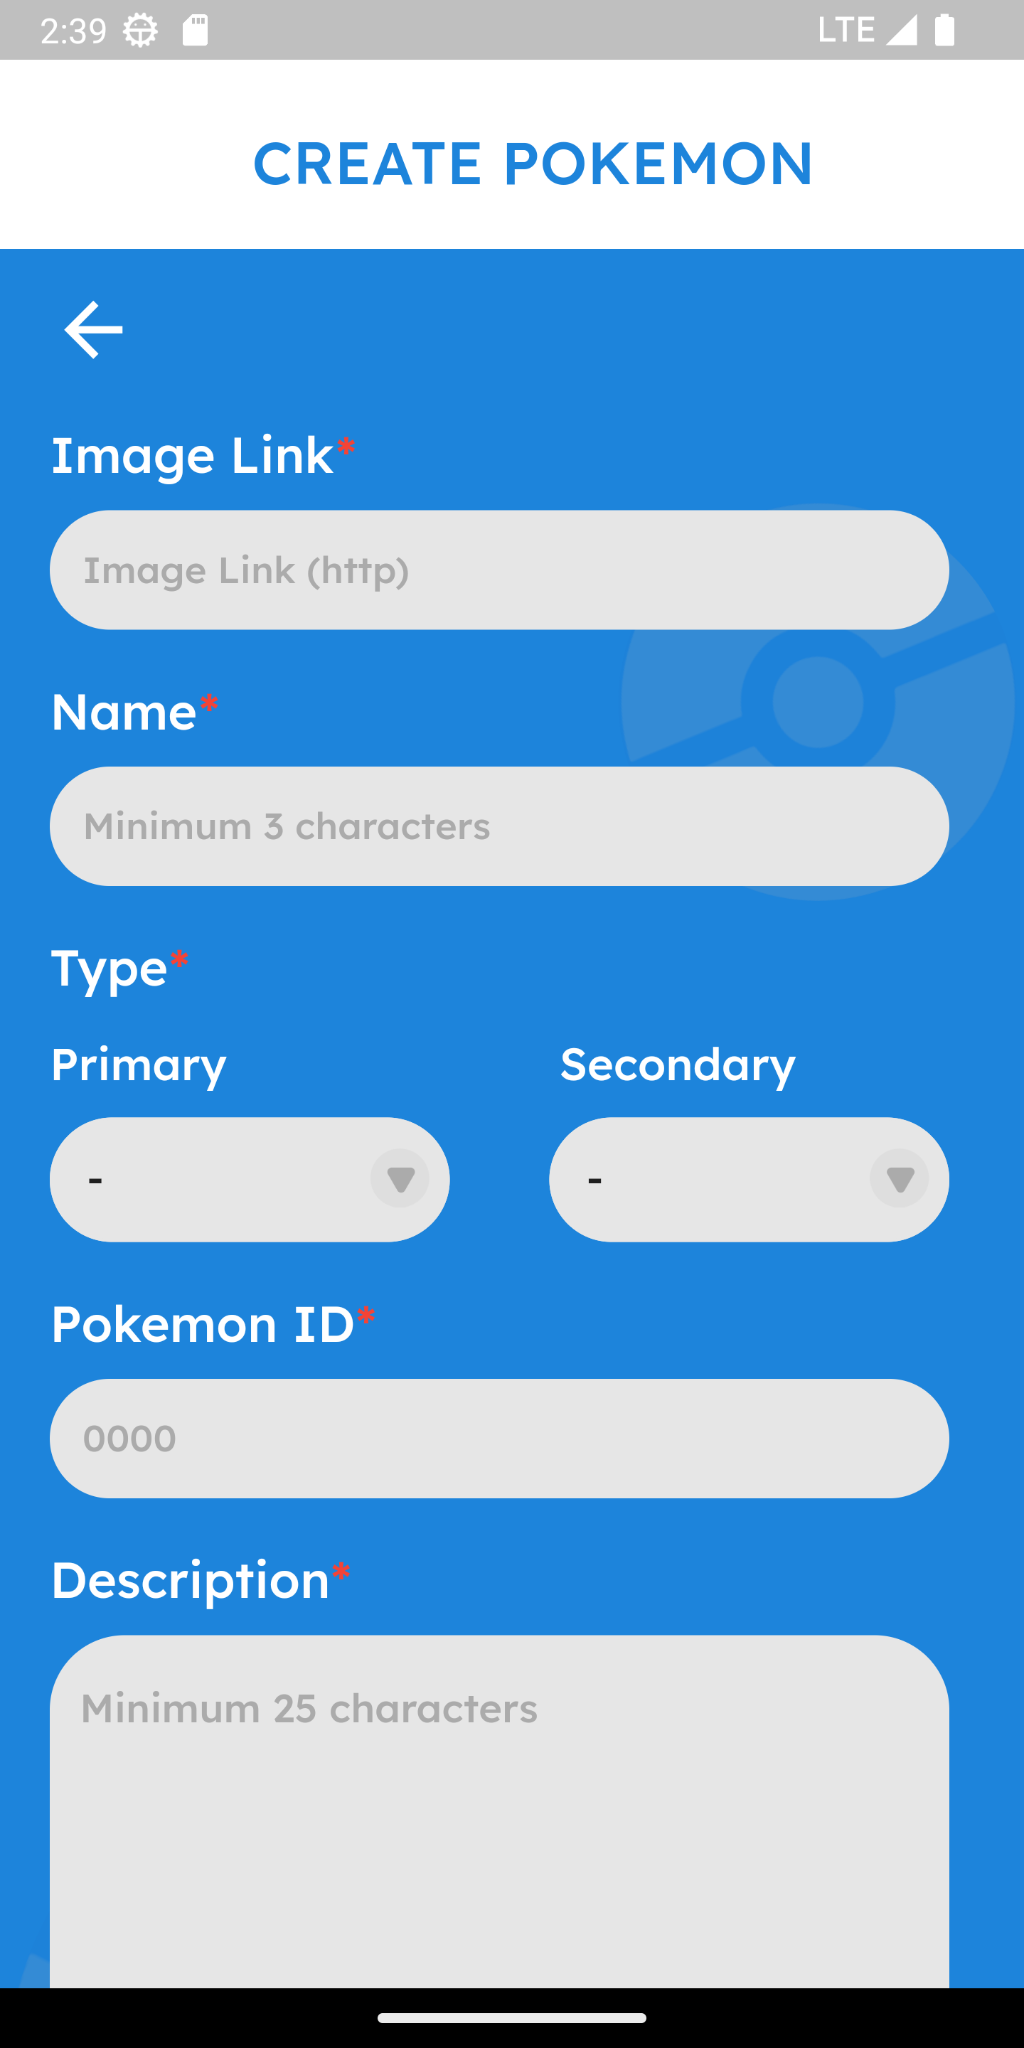 2:39 LTE
CREATE POKEMON
Image Link*
Image Link (http)
Name*
Minimum 3 characters
Type*
Primary Secondary
- -
Pokemon ID*
0000
Description*
Minimum 25 characters